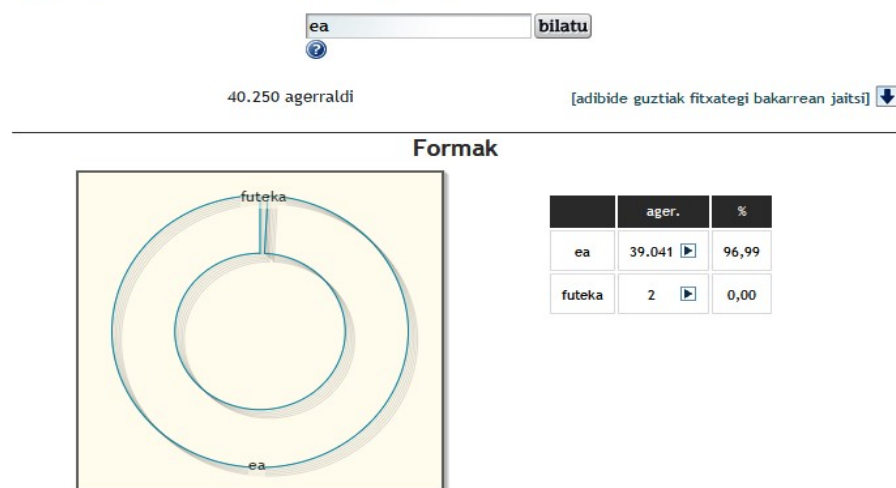 ea bilatu
?
40.250 agerraldi [adibide guztiak fitxategi bakarrean jaitsi]
Formak
futeka
ea
ager. %
ea 39.041 96,99
futeka 2 0,00